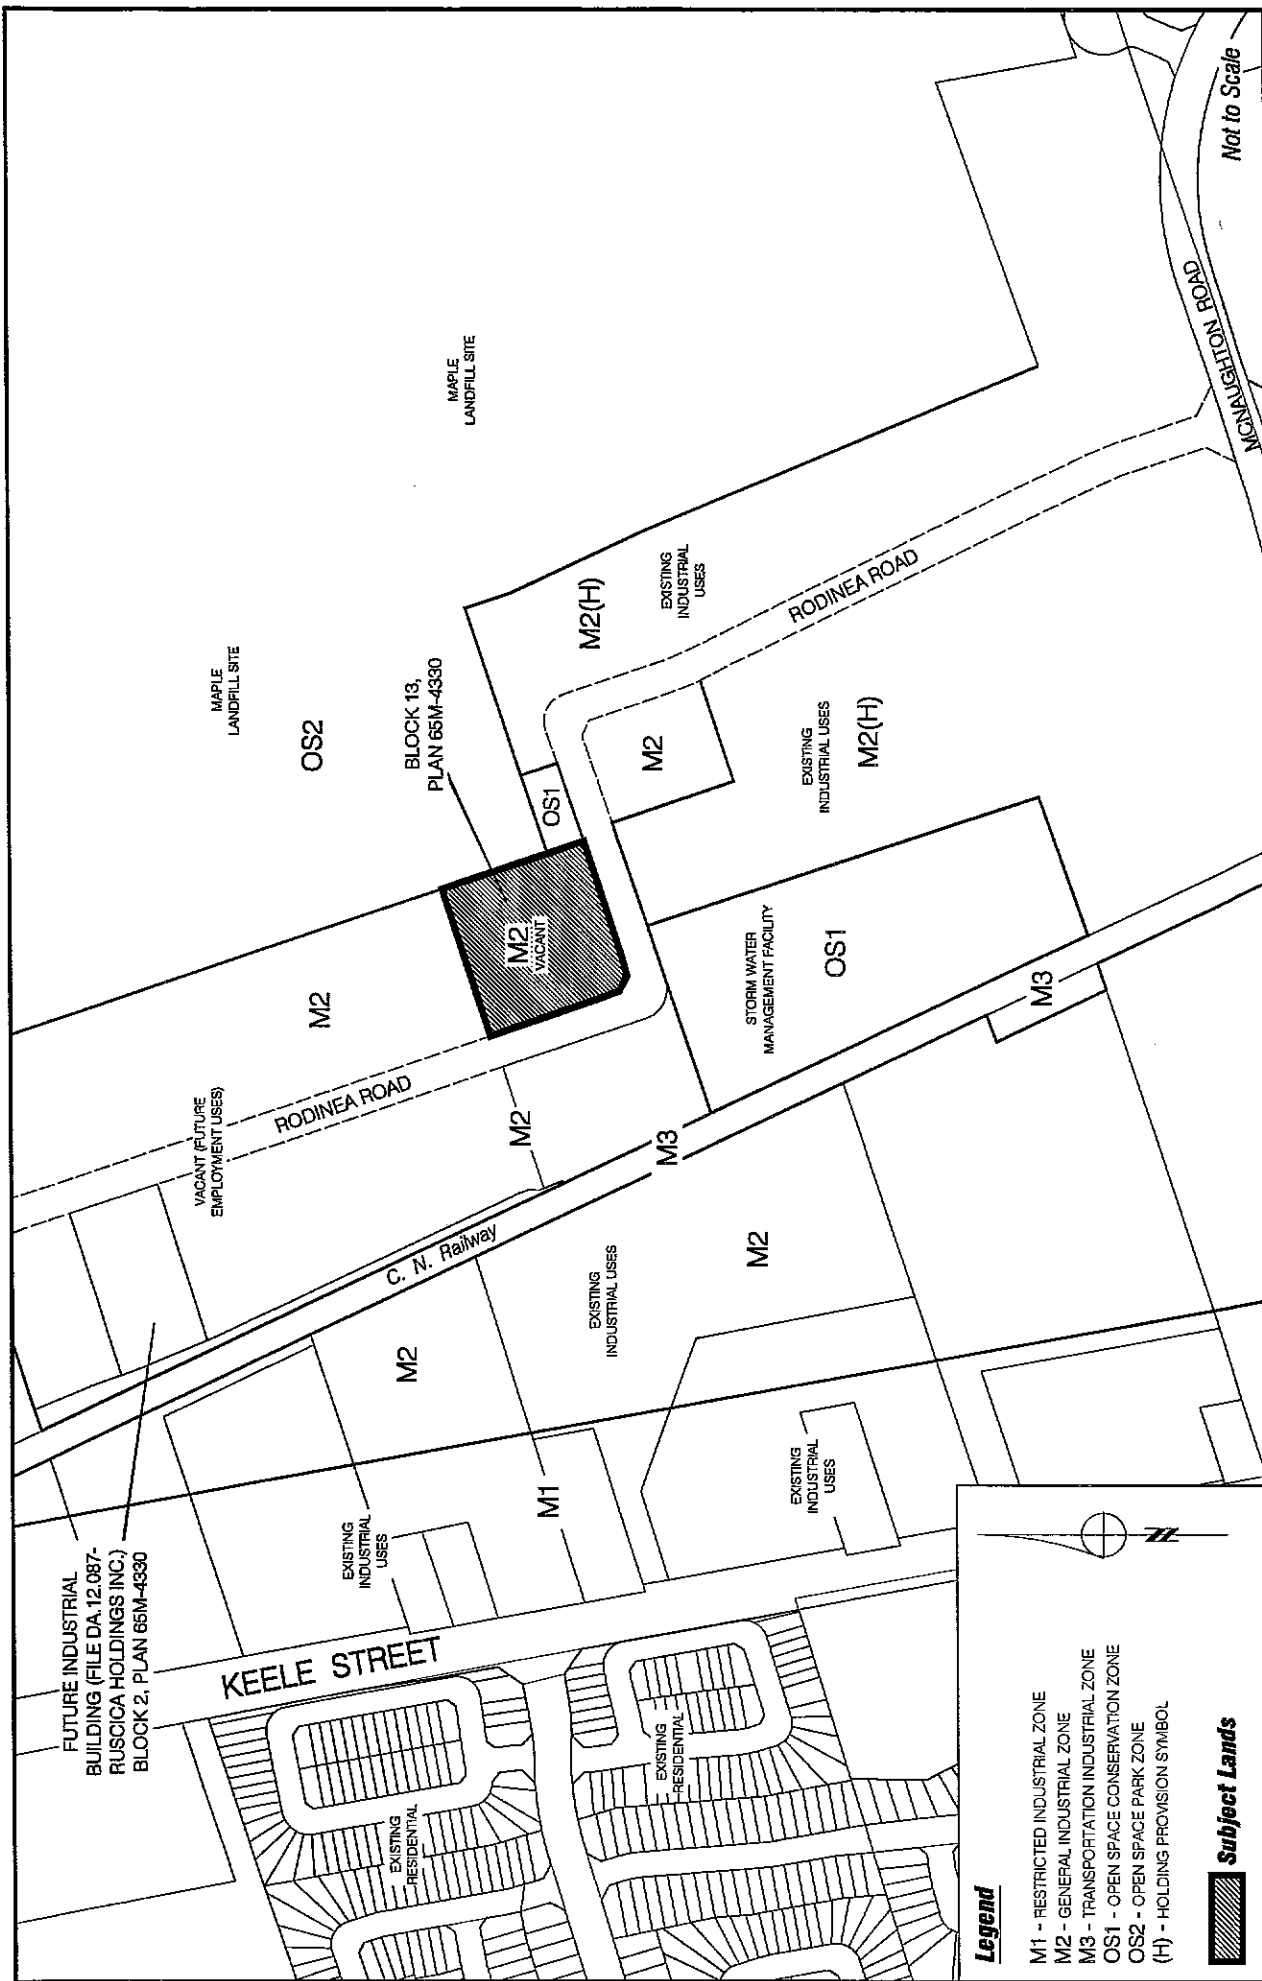 FUTURE INDUSTRIAL
BUILDING (FILE DA.12.087-
RUSCICA HOLDINGS INC.)
BLOCK 2, PLAN 65M-4330
VACANT (FUTURE
EMPLOYMENT USES)
MAPLE
LANDFILL SITE
OS2
M2
RODINEA ROAD
KEELE STREET
EXISTING
INDUSTRIAL
USES
M2
C. N. Railway
M2
M2
VACANT
BLOCK 13,
PLAN 65M-4330
MAPLE
LANDFILL SITE
OS1
M2(H)
EXISTING
INDUSTRIAL
USES
EXISTING
RESIDENTIAL
M1
EXISTING
INDUSTRIAL USES
M3
M2
EXISTING
RESIDENTIAL
M2
STORM WATER
MANAGEMENT FACILITY
OS1
EXISTING
INDUSTRIAL USES
M2(H)
RODINEA ROAD
EXISTING
INDUSTRIAL
USES
M3
MCNAUGHTON ROAD
Not to Scale
Legend
M1 - RESTRICTED INDUSTRIAL ZONE
M2 - GENERAL INDUSTRIAL ZONE
M3 - TRANSPORTATION INDUSTRIAL ZONE
OS1 - OPEN SPACE CONSERVATION ZONE
OS2 - OPEN SPACE PARK ZONE
(H) - HOLDING PROVISION SYMBOL
Subject Lands
N